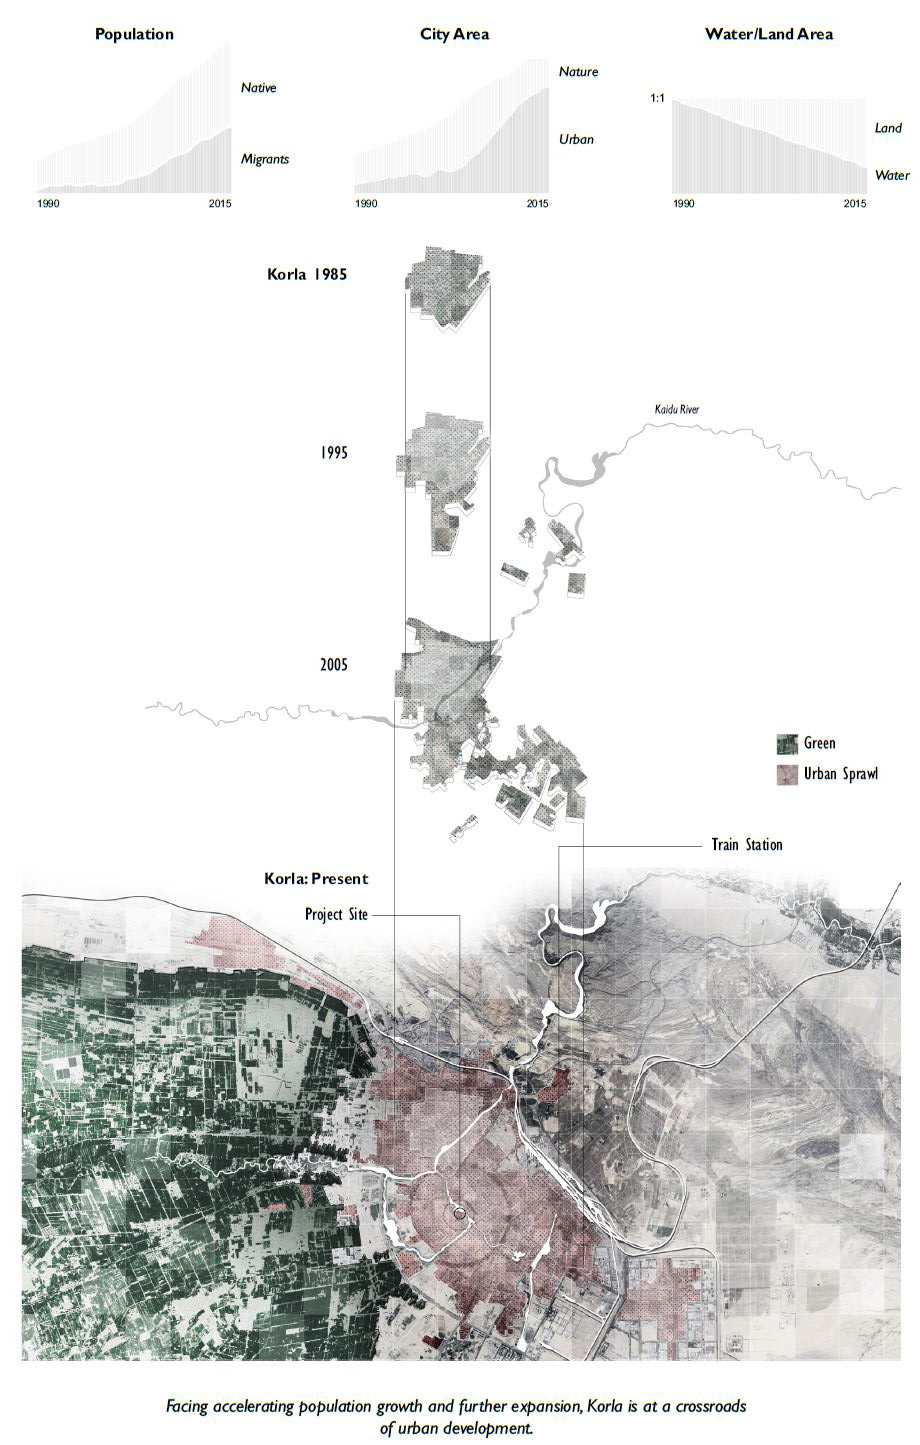 Population
City Area
Water/Land Area
Native
Migrants
1990
2015
Nature
Urban
1990
2015
1:1
Land
Water
1990
2015
Korla 1985
Kaidu River
1995
2005
Green
Urban Sprawl
Train Station
Korla: Present
Project Site
Facing accelerating population growth and further expansion, Korla is at a crossroads
of urban development.